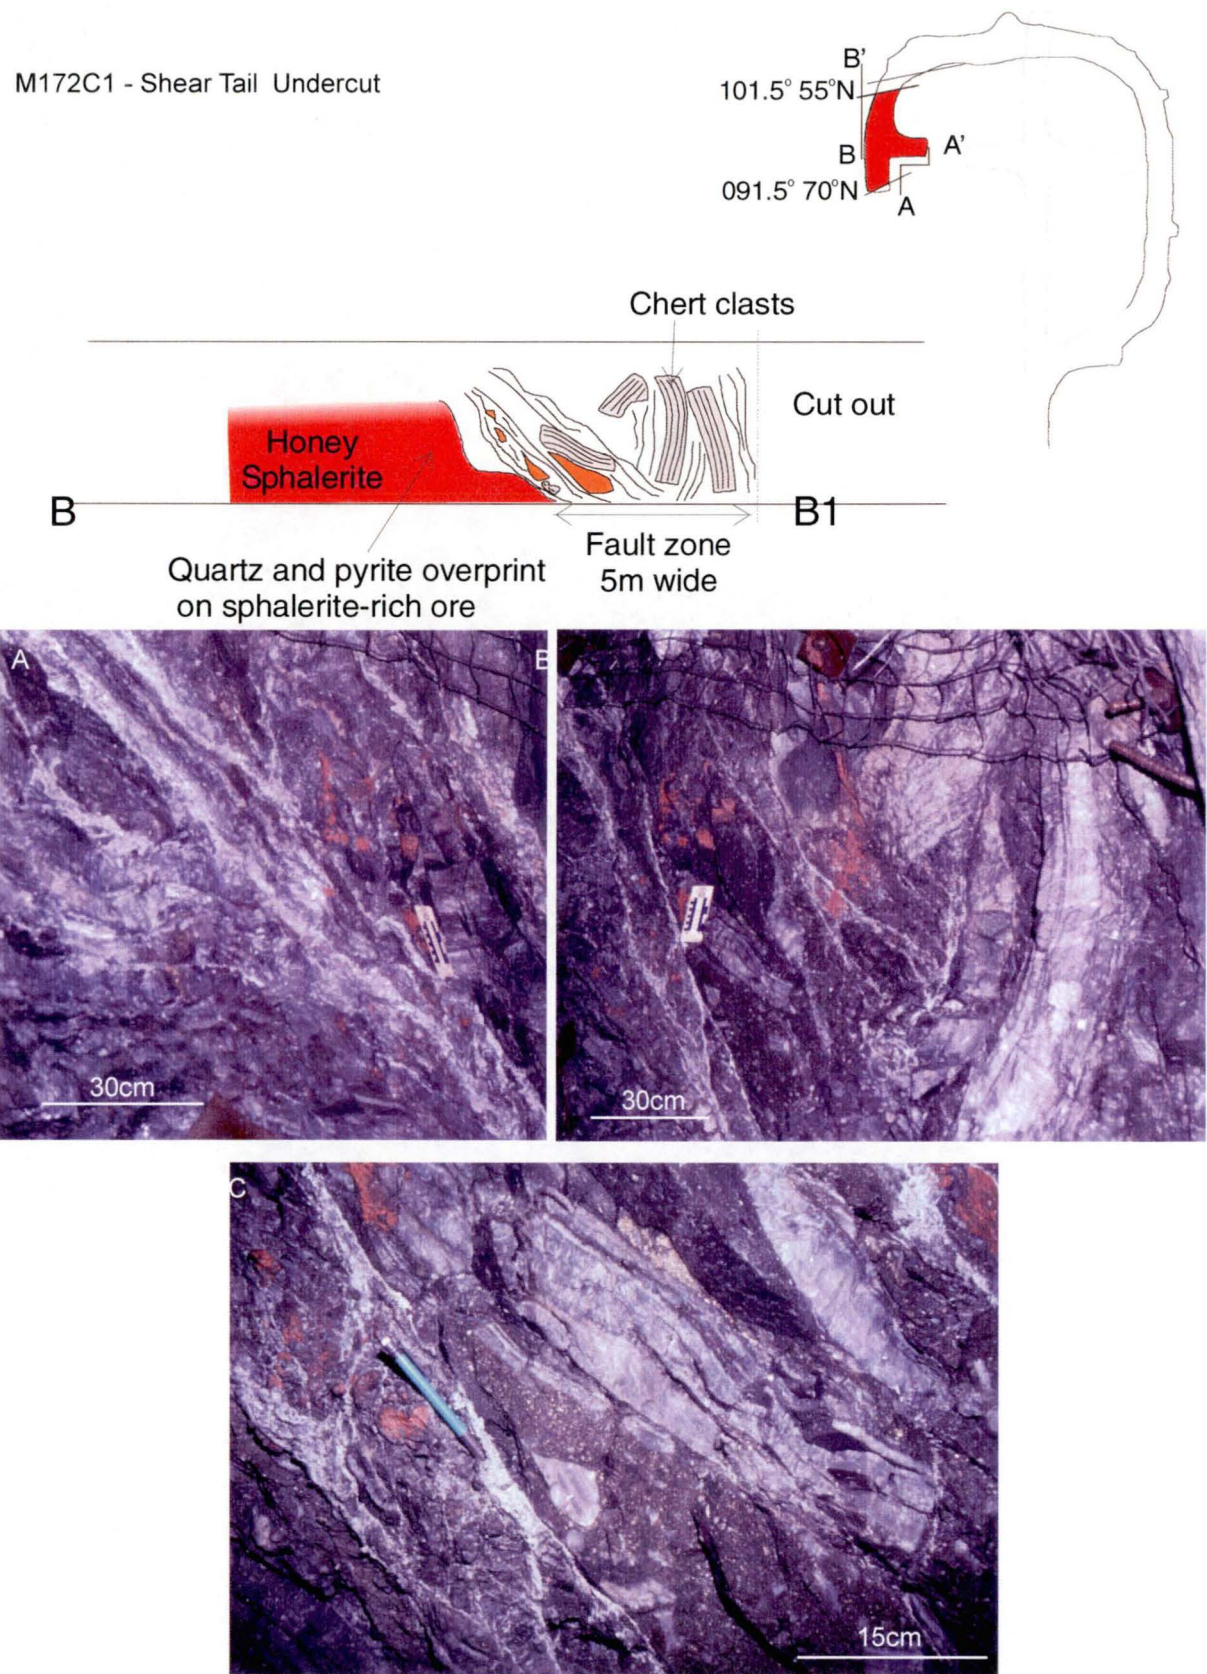 M172C1 - Shear Tail Undercut
B'
101.5° 55°N
B
A'
091.5° 70°N
A
Chert clasts
Cut out
Honey
Sphalerite
B
B1
Fault zone
5m wide
Quartz and pyrite overprint
on sphalerite-rich ore
A
30cm
B
30cm
C
15cm